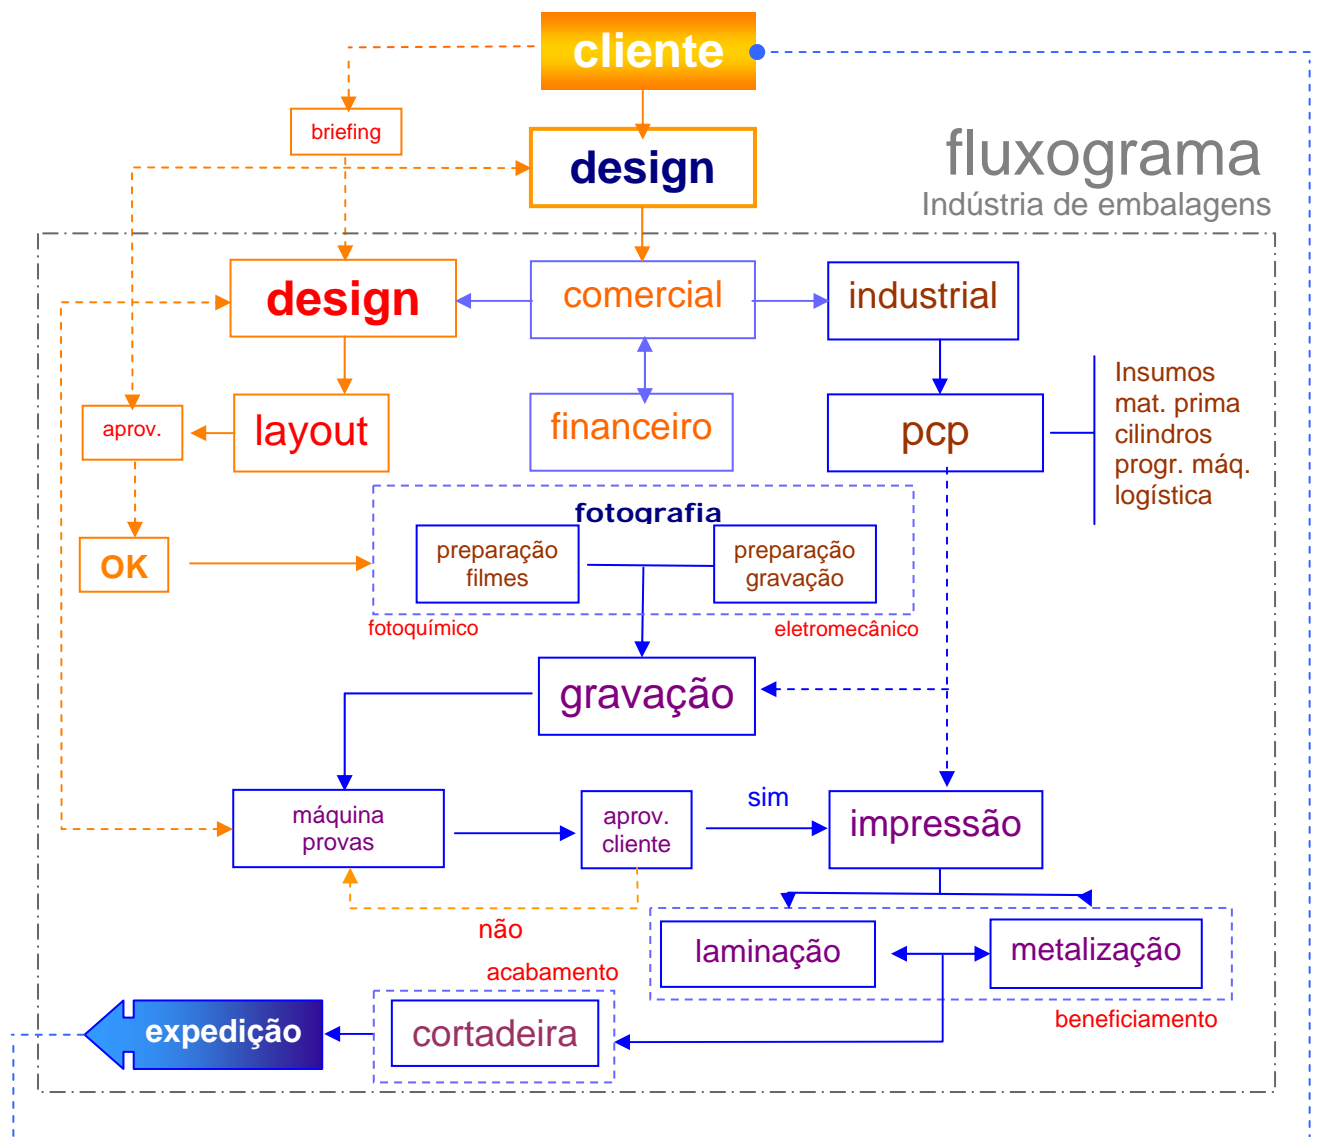 cliente
briefing
design
fluxograma
Indústria de embalagens
design
comercial
industrial
aprov.
layout
financeiro
pcp
Insumos
mat. prima
cilindros
progr. máq.
logística
fotografia
OK
preparação
filmes
preparação
gravação
fotoquímico
eletromecânico
gravação
máquina
provas
aprov.
cliente
sim
impressão
não
laminação
metalização
acabamento
beneficiamento
expedição
cortadeira